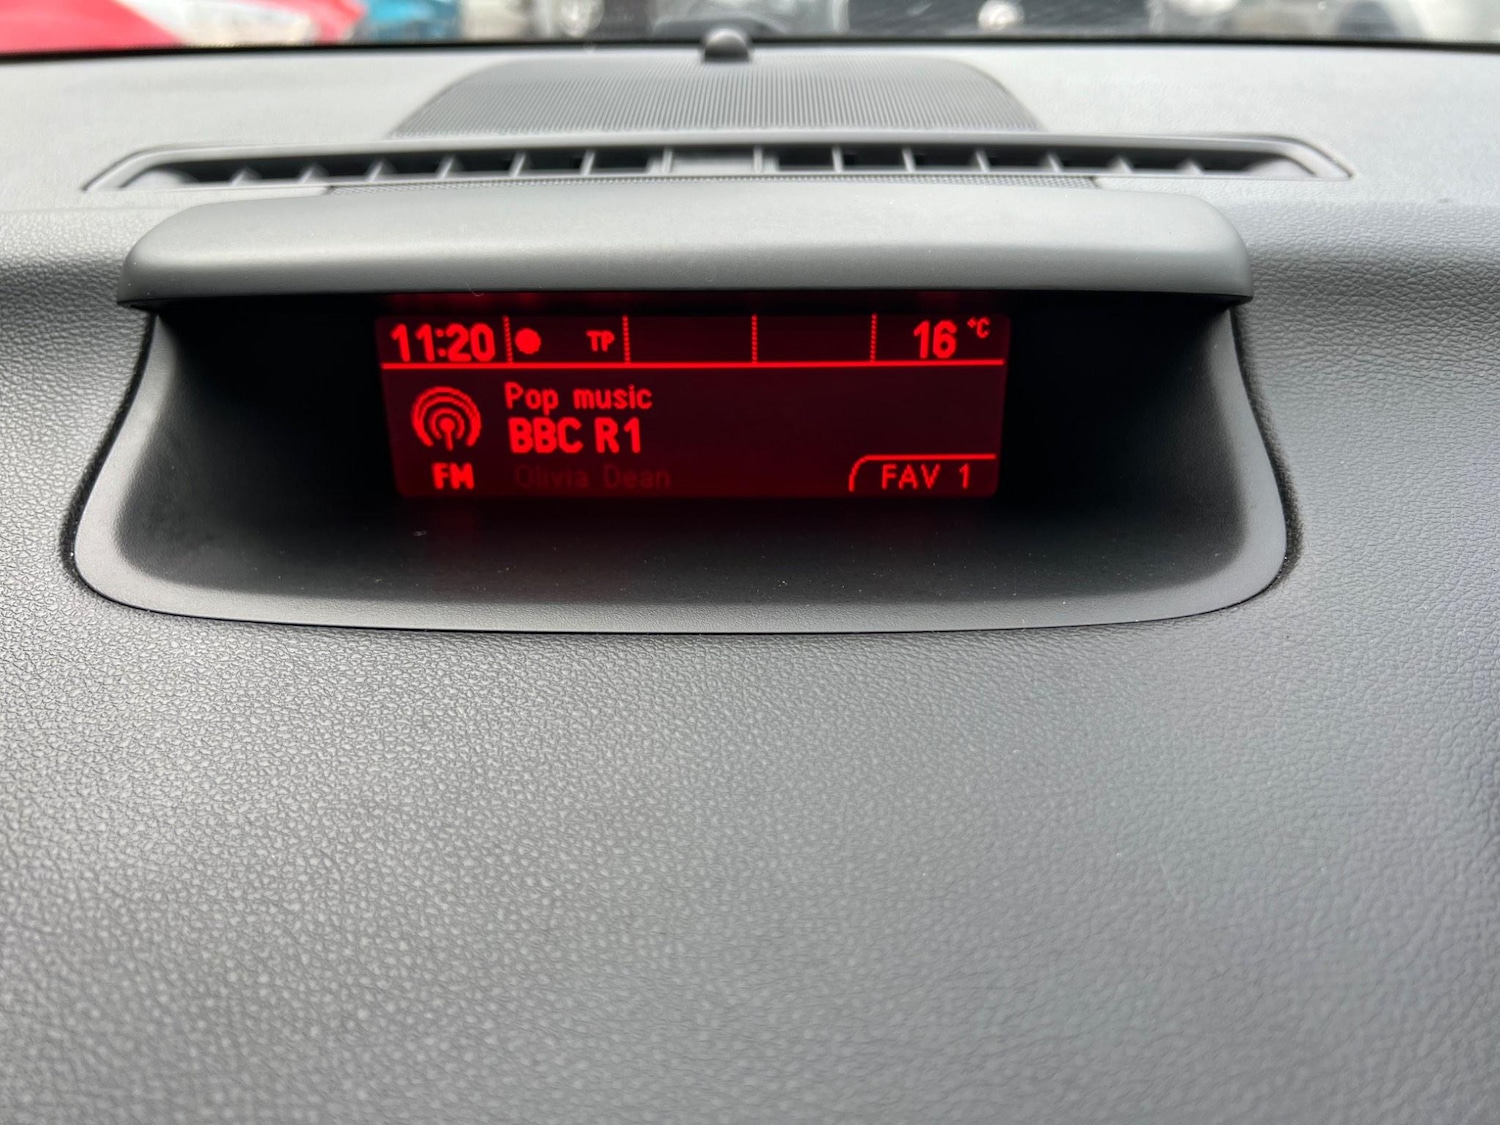 11:20 TP 16 °C
Pop music
BBC R1
FM Olivia Dean FAV 1